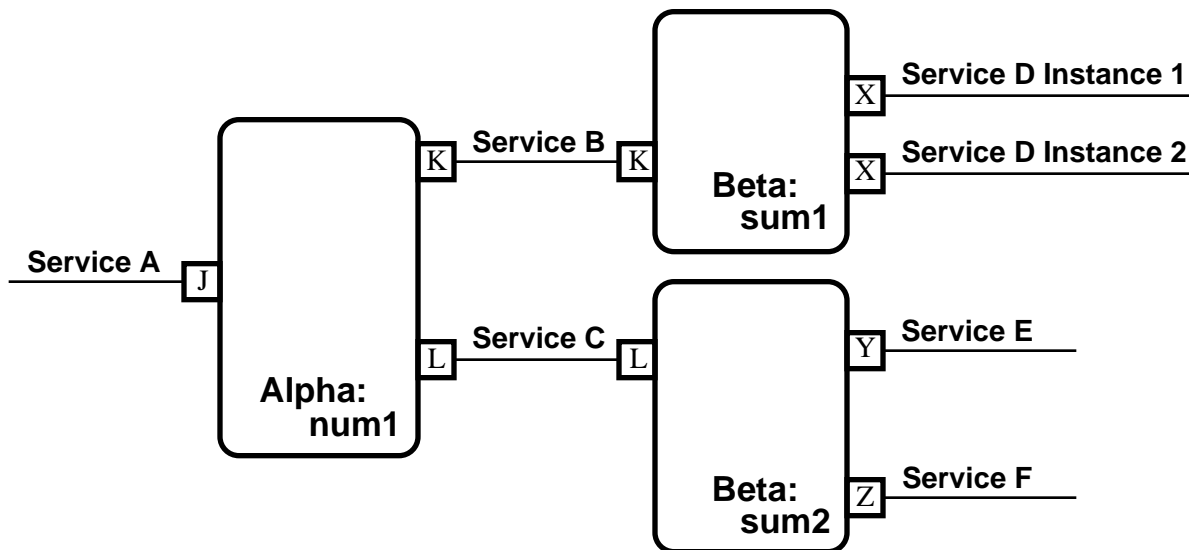 Service D Instance 1
X
Service B
K
K
Service D Instance 2
X
Beta:
sum1
Service A
J
Service C
L
L
Alpha:
num1
Service E
Y
Beta:
sum2
Service F
Z